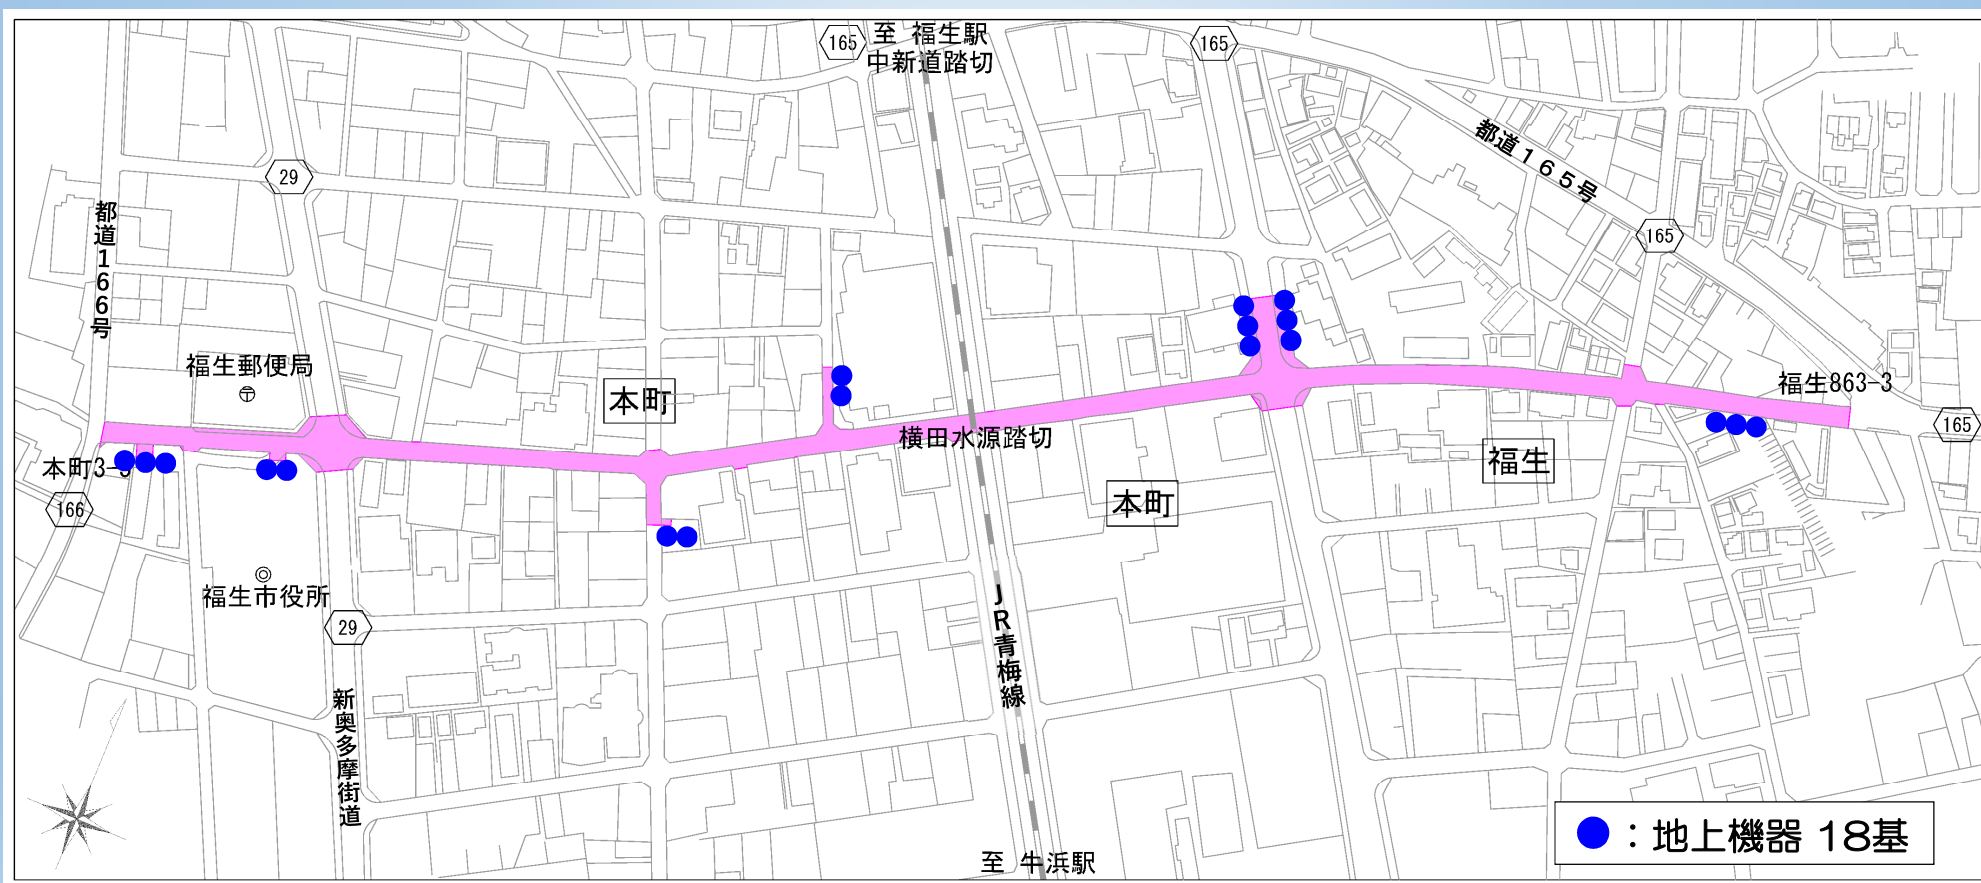 165
至 福生駅
中新道踏切
165
都道165号
29
都道166号
165
福生郵便局
〒
本町
福生863-3
165
横田水源踏切
福生
本町3-5
166
本町
福生市役所
29
JR青梅線
新奥多摩街道
至 牛浜駅
：地上機器 18基